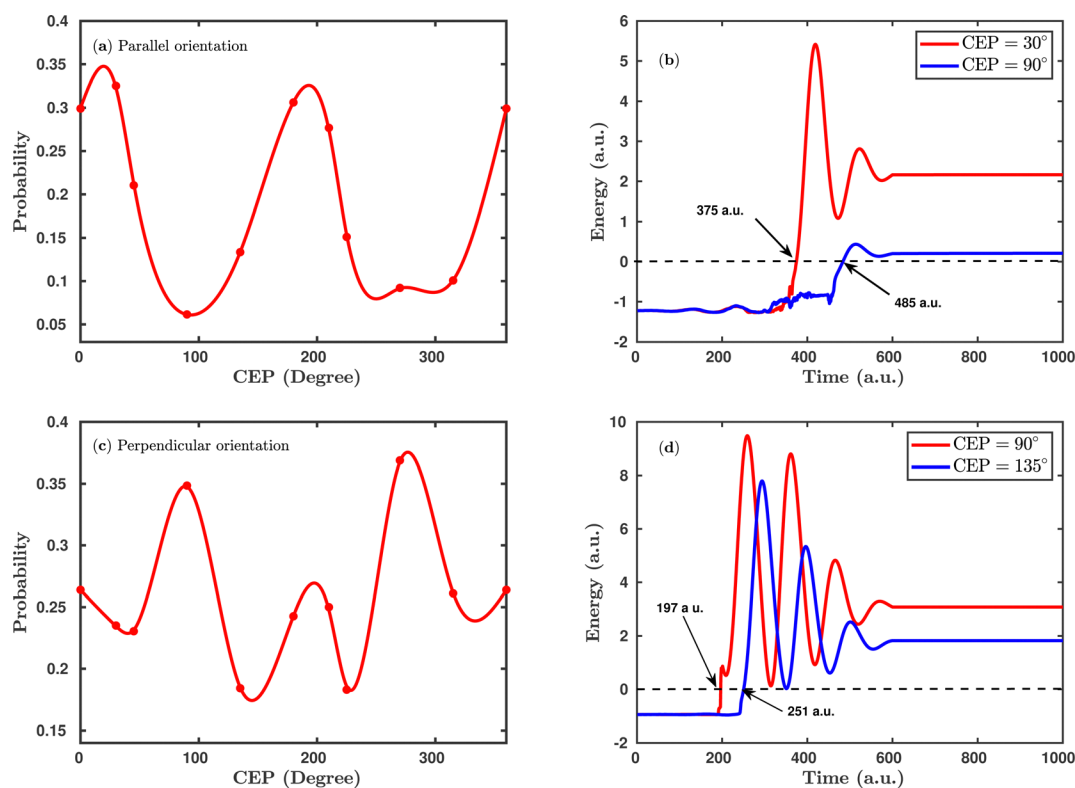 0.4
0.35
0.3
0.25
0.2
0.15
0.1
0.05
Probability
(a) Parallel orientation
0
100
200
300
CEP (Degree)
6
5
4
3
2
1
0
-1
-2
Energy (a.u.)
(b)
CEP = 30°
CEP = 90°
375 a.u.
485 a.u.
0
200
400
600
800
1000
Time (a.u.)
0.4
0.35
0.3
0.25
0.2
0.15
Probability
(c) Perpendicular orientation
0
100
200
300
CEP (Degree)
10
8
6
4
2
0
-2
Energy (a.u.)
(d)
CEP = 90°
CEP = 135°
197 a u.
251 a.u.
0
200
400
600
800
1000
Time (a.u.)